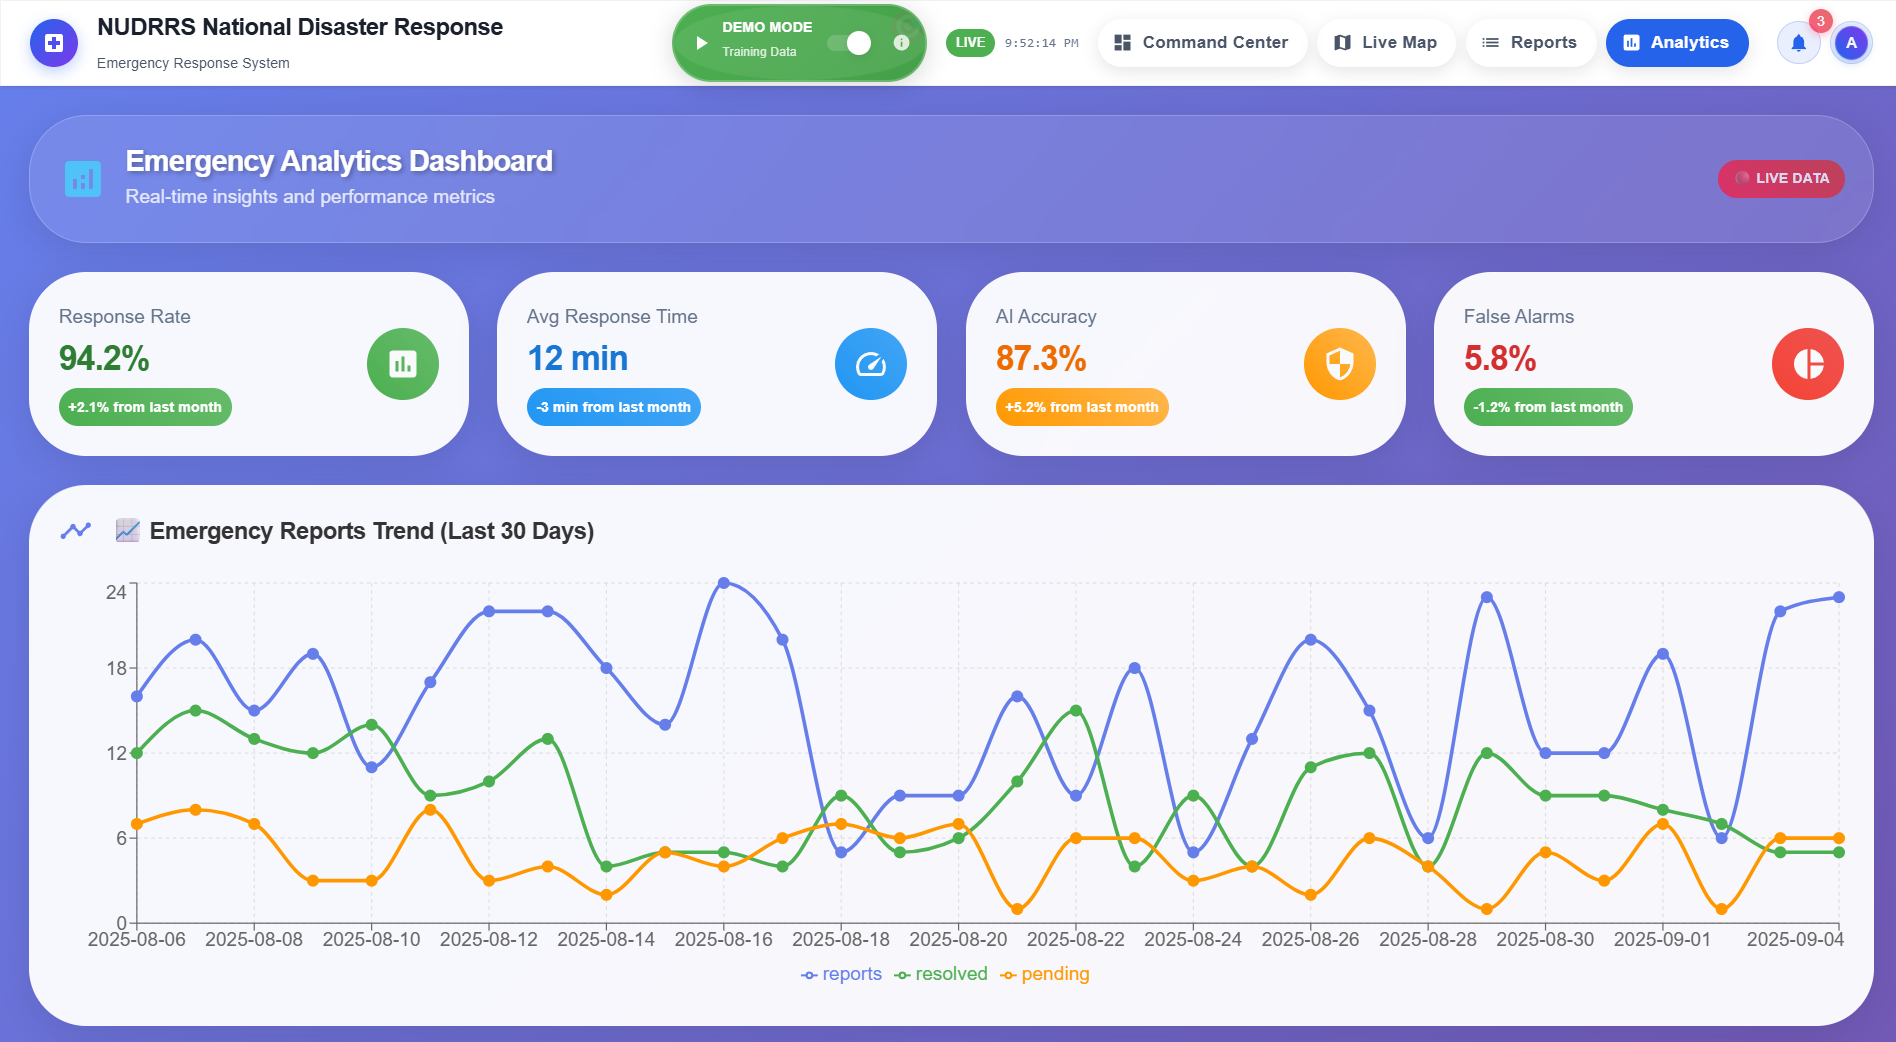 NUDRRS National Disaster Response
Emergency Response System
DEMO MODE
Training Data
LIVE
9:52:14 PM
Command Center
Live Map
Reports
Analytics
3
A
Emergency Analytics Dashboard
Real-time insights and performance metrics
LIVE DATA
Response Rate
94.2%
+2.1% from last month
Avg Response Time
12 min
-3 min from last month
AI Accuracy
87.3%
+5.2% from last month
False Alarms
5.8%
-1.2% from last month
Emergency Reports Trend (Last 30 Days)
24
18
12
6
0
2025-08-06 2025-08-08 2025-08-10 2025-08-12 2025-08-14 2025-08-16 2025-08-18 2025-08-20 2025-08-22 2025-08-24 2025-08-26 2025-08-28 2025-08-30 2025-09-01 2025-09-04
reports resolved pending